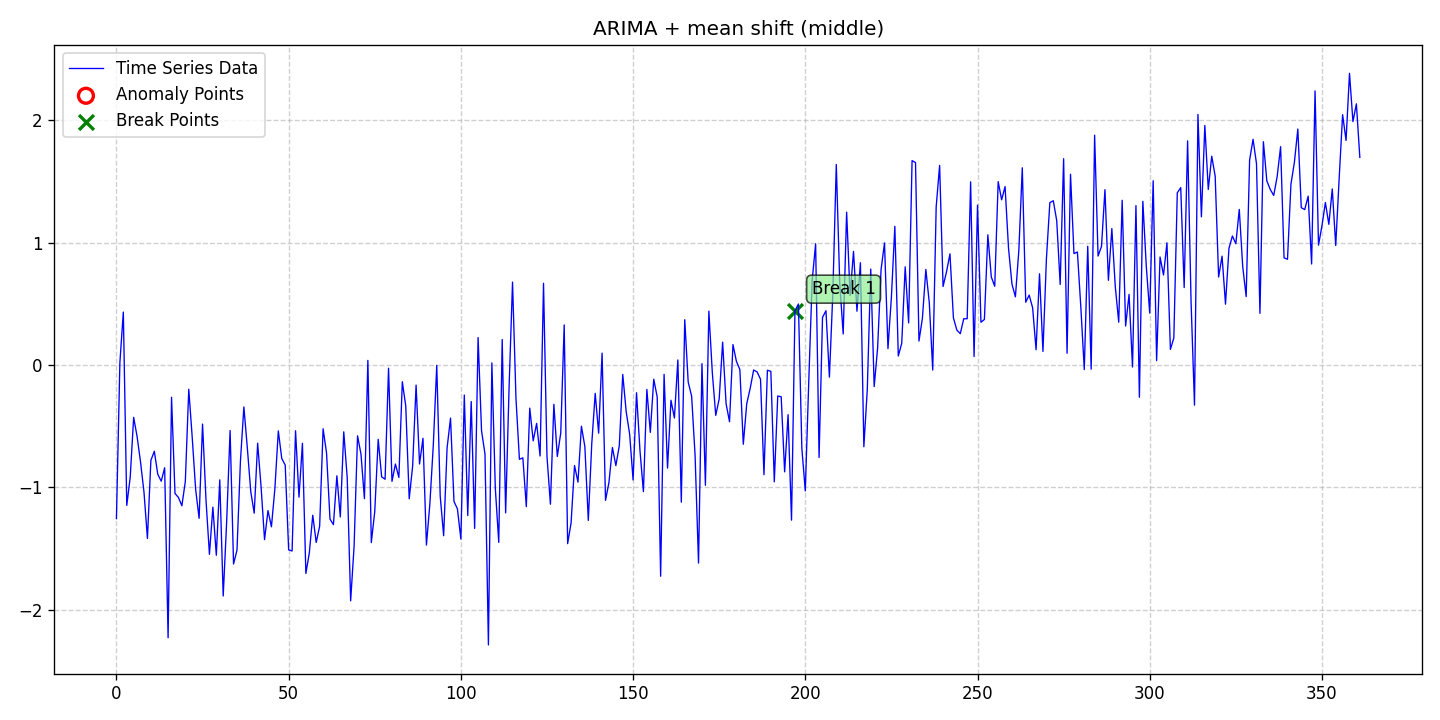 ARIMA + mean shift (middle)
Time Series Data
Anomaly Points
Break Points
2
1
0
−1
−2
Break 1
0
50
100
150
200
250
300
350